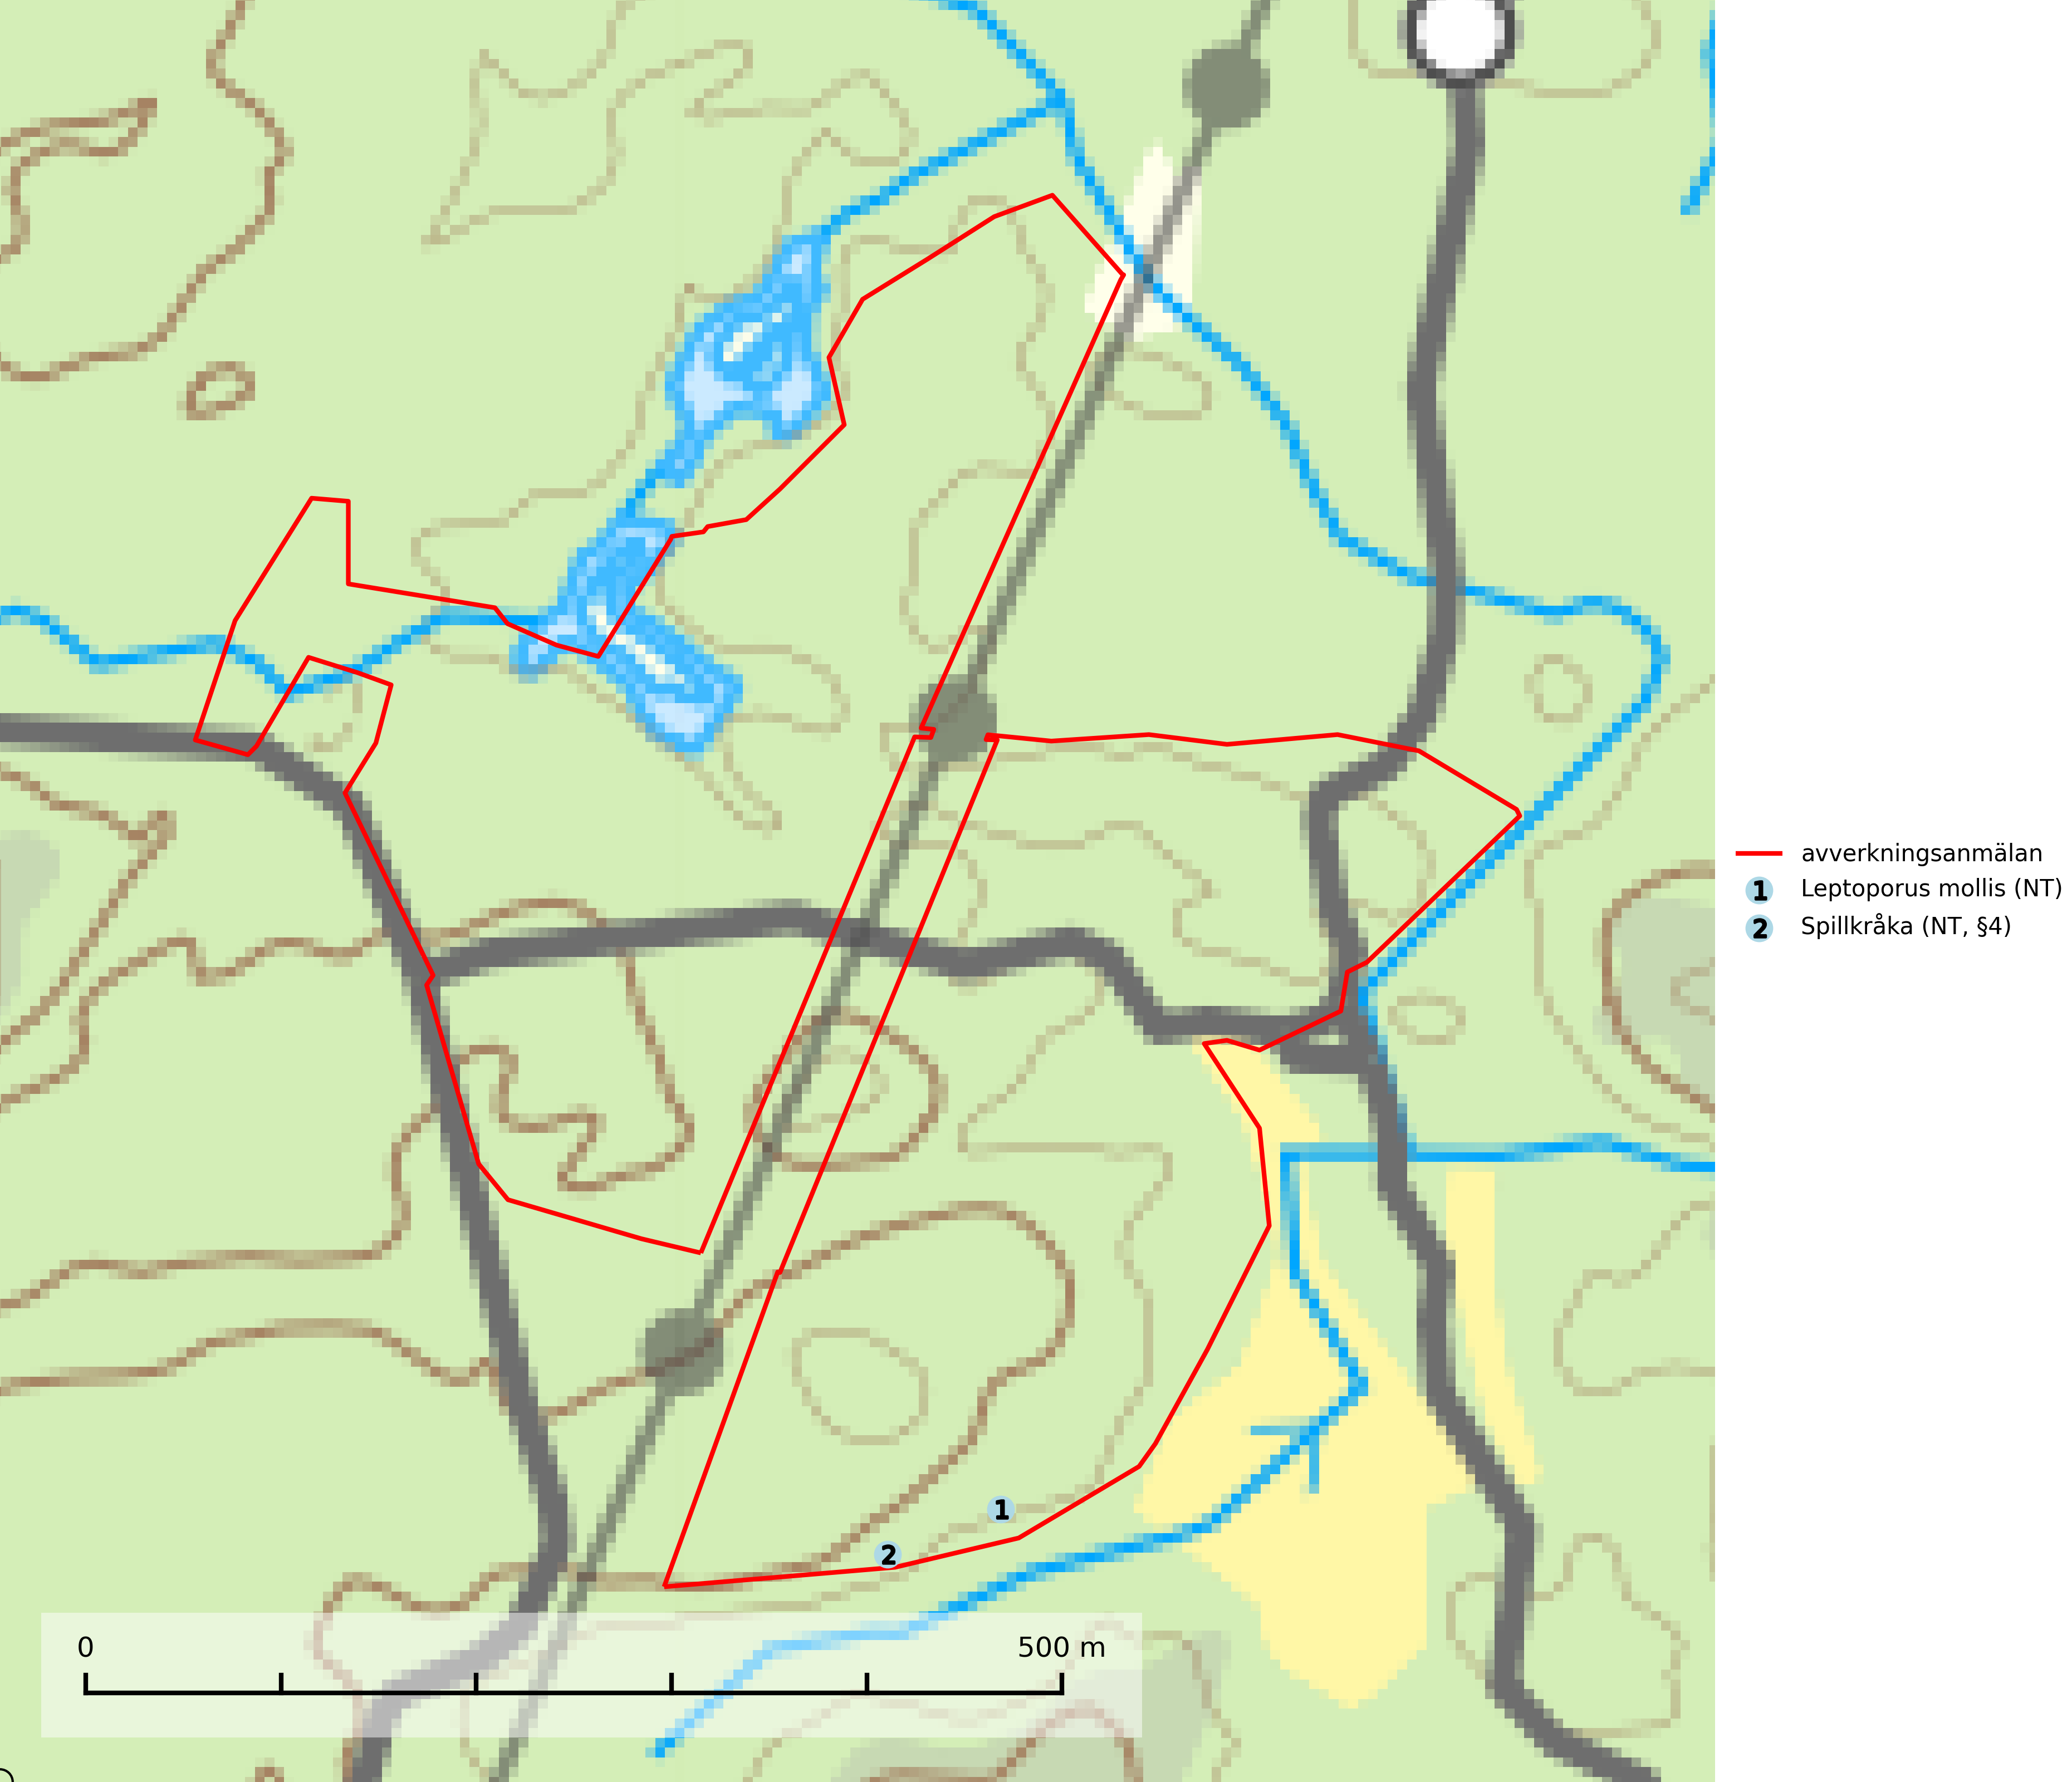 avverkningsanmälan
1 Leptoporus mollis (NT)
2 Spillkråka (NT, §4)
1
2
0 500 m